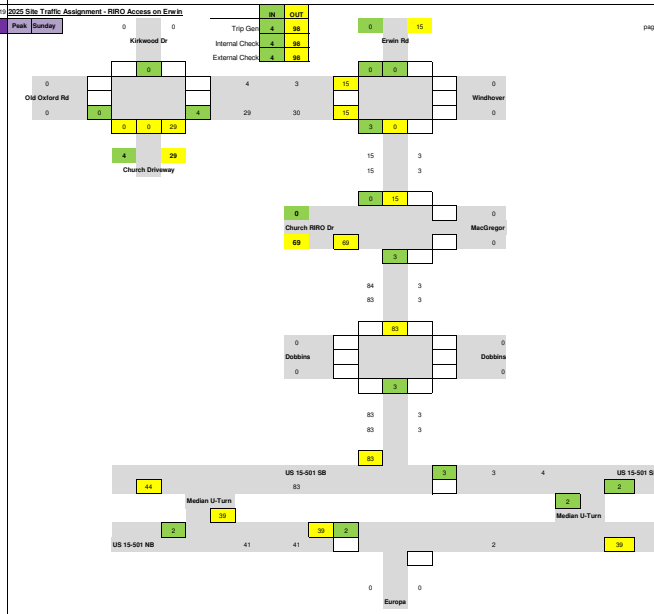 19 2025 Site Traffic Assignment - RIRO Access on Erwin
Peak Sunday
IN OUT
Trip Gen 4 98
Internal Check 4 98
External Check 4 98
0 0
Kirkwood Dr
0 15
Erwin Rd
pag
0
0 0
0 4 3 15 0
Old Oxford Rd Windhover
0 0 4 29 30 15 0
0 0 29 3 0
4 29 15 3
Church Driveway 15 3
0 15
0 0
Church RIRO Dr MacGregor
69 69 0
3
84 3
83 3
83
0 0
Dobbins Dobbins
0 0
3
83 3
83 3
83
US 15-501 SB 3 3 4 US 15-501 S
44 83 2
Median U-Turn 2
39 Median U-Turn
2 39 2
US 15-501 NB 41 41 2 39
0 0
Europa